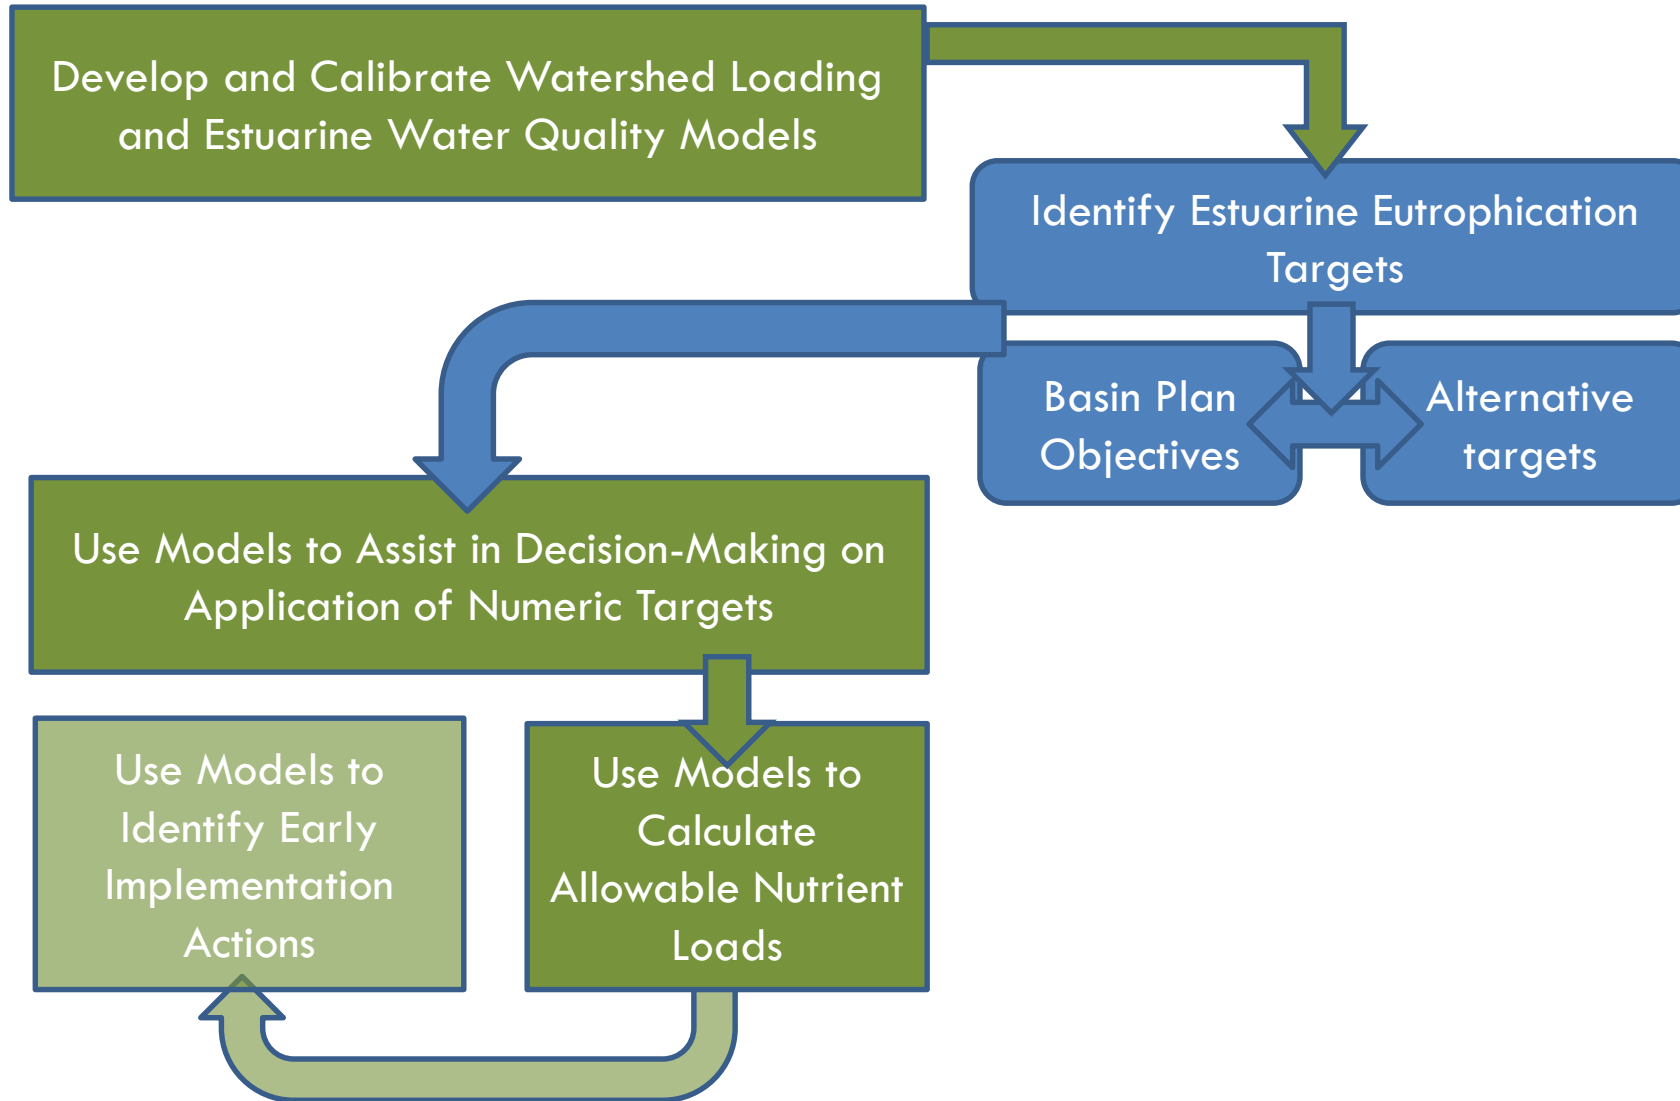 Develop and Calibrate Watershed Loading
and Estuarine Water Quality Models
Identify Estuarine Eutrophication
Targets
Basin Plan
Objectives
Alternative
targets
Use Models to Assist in Decision-Making on
Application of Numeric Targets
Use Models to
Identify Early
Implementation
Actions
Use Models to
Calculate
Allowable Nutrient
Loads